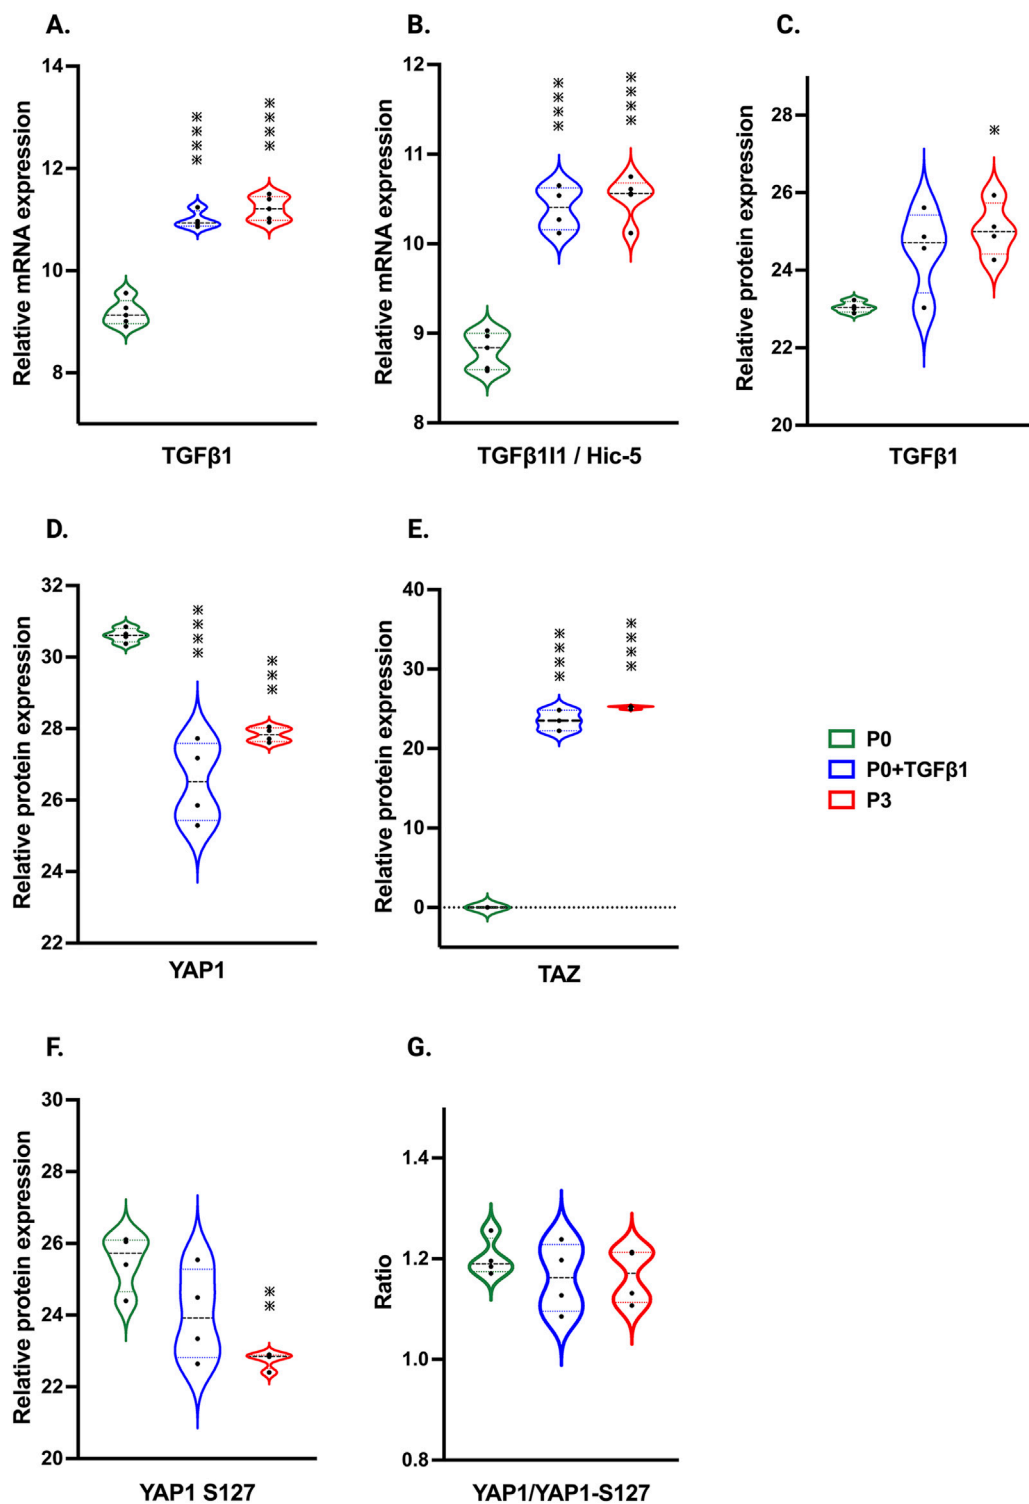 A.
Relative mRNA expression
14
12
10
8
※※※※
※※※※
TGFβ1
B.
Relative mRNA expression
12
11
10
9
8
※※※※
※※※※
TGFβ1I1 / Hic-5
C.
Relative protein expression
28
26
24
22
20
※
TGFβ1
D.
Relative protein expression
32
30
28
26
24
22
※※※※
※※※
YAP1
E.
Relative protein expression
40
30
20
10
0
※※※※
※※※※
TAZ
P0
P0+TGFβ1
P3
F.
Relative protein expression
30
28
26
24
22
20
※※
YAP1 S127
G.
Ratio
1.4
1.2
1.0
0.8
YAP1/YAP1-S127